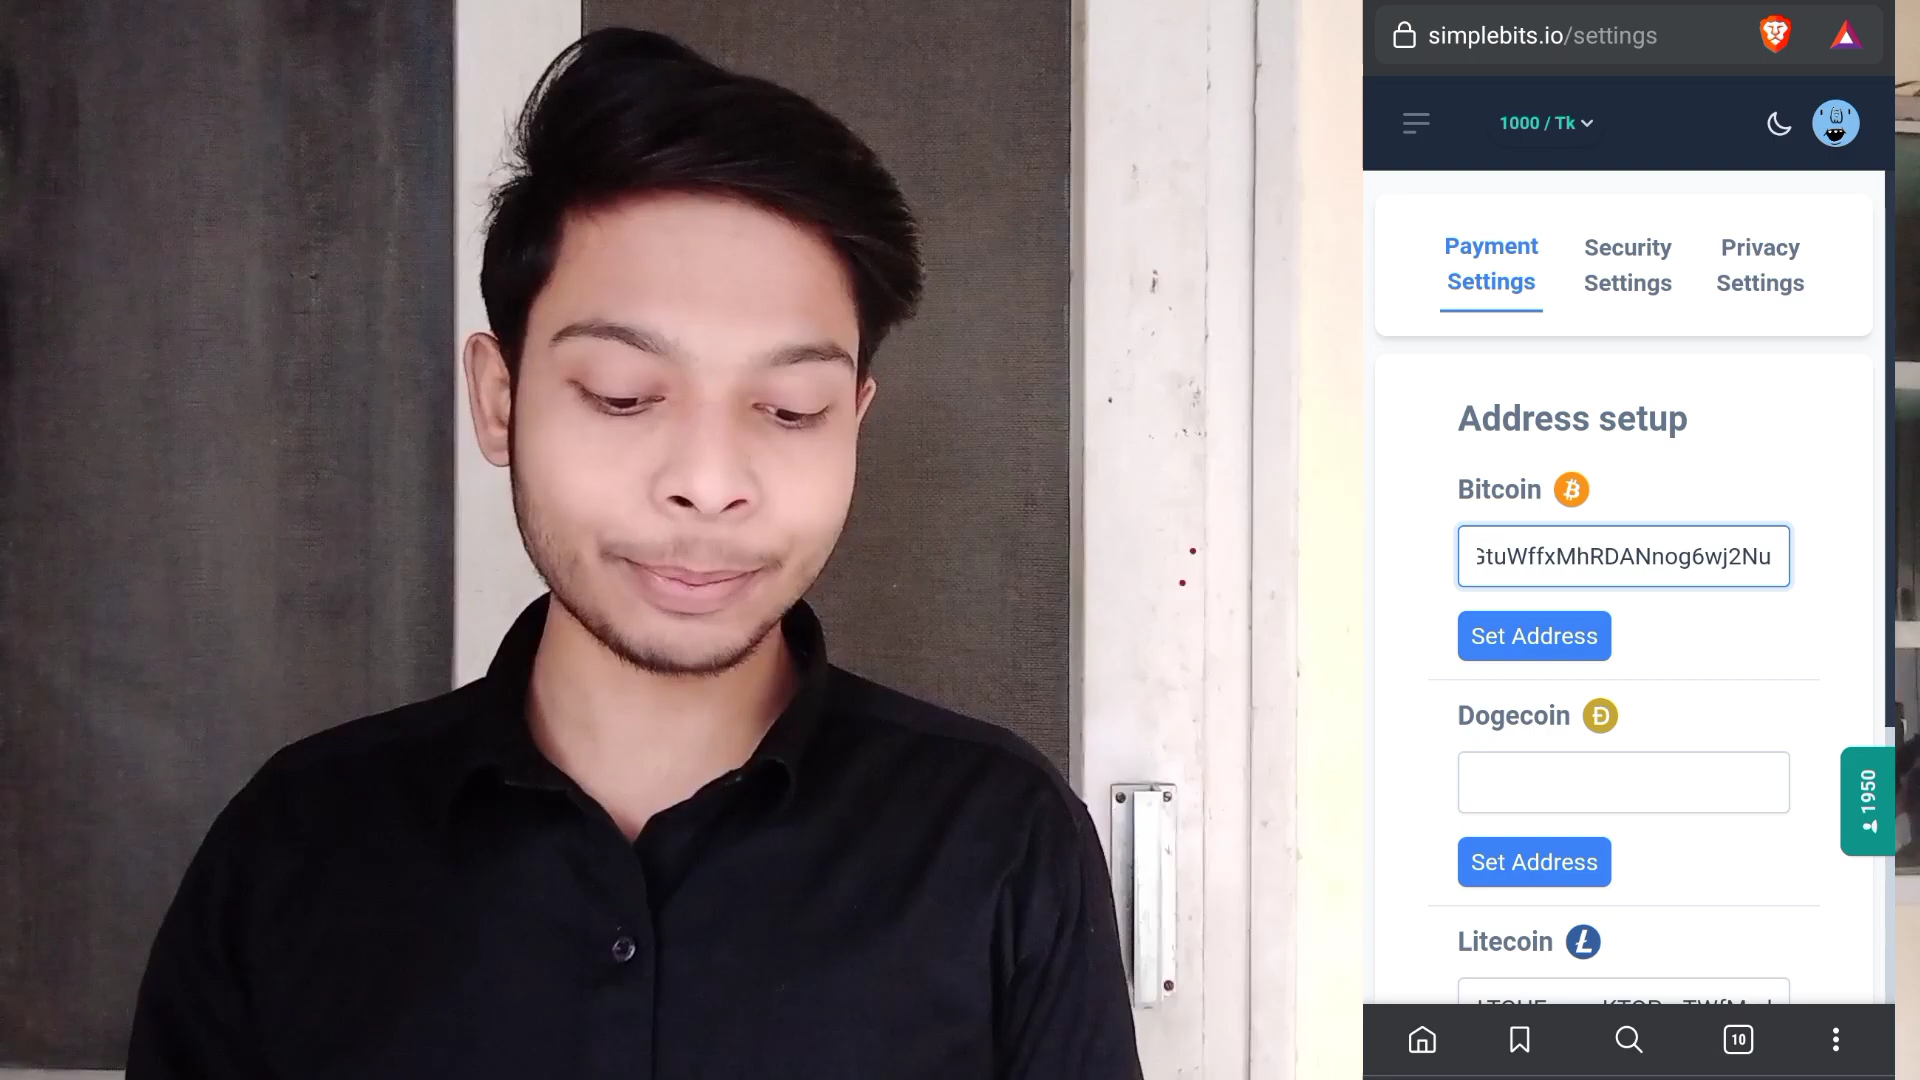 simplebits.io/settings
1000 / Tk
Payment Settings
Security Settings
Privacy Settings
Address setup
Bitcoin
tuWffxMhRDANnog6wj2Nu
Set Address
Dogecoin
Set Address
1950
Litecoin
10